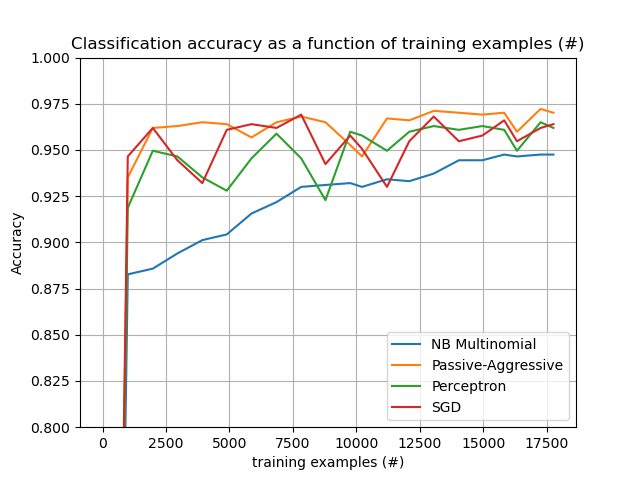 Classification accuracy as a function of training examples (#)
1.000
0.975
0.950
0.925
0.900
0.875
0.850
0.825
0.800
Accuracy
NB Multinomial
Passive-Aggressive
Perceptron
SGD
0 2500 5000 7500 10000 12500 15000 17500
training examples (#)